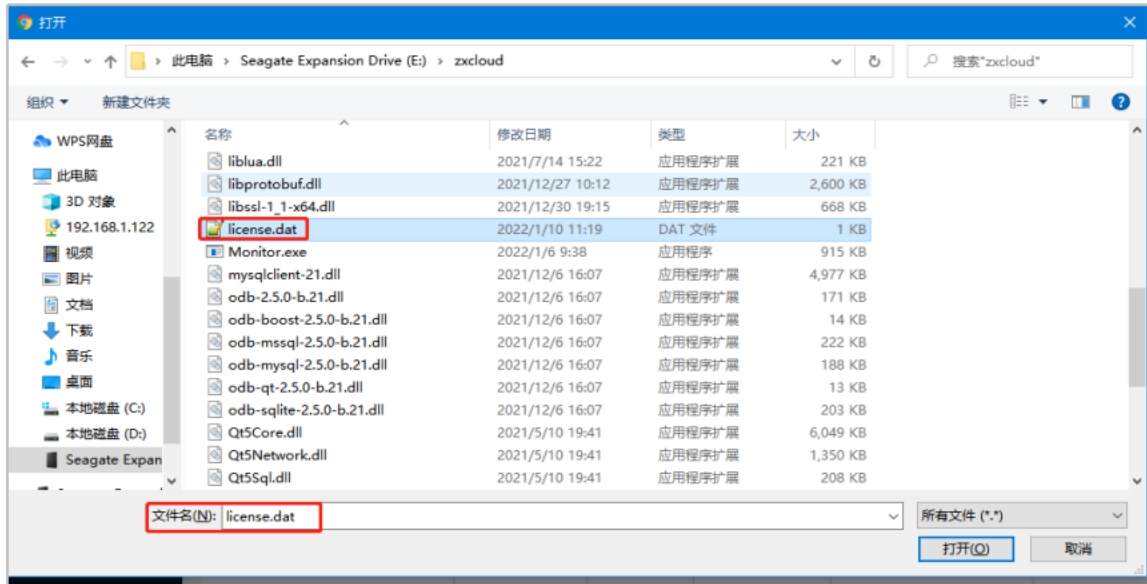 打开
此电脑 › Seagate Expansion Drive (E:) › zxcloud
搜索"zxcloud"
组织 新建文件夹
WPS网盘
此电脑
3D 对象
192.168.1.122
视频
图片
文档
下载
音乐
桌面
本地磁盘 (C:)
本地磁盘 (D:)
Seagate Expan
名称 修改日期 类型 大小
liblua.dll 2021/7/14 15:22 应用程序扩展 221 KB
libprotobuf.dll 2021/12/27 10:12 应用程序扩展 2,600 KB
libssl-1_1-x64.dll 2021/12/30 19:15 应用程序扩展 668 KB
license.dat 2022/1/10 11:19 DAT 文件 1 KB
Monitor.exe 2022/1/6 9:38 应用程序 915 KB
mysqlclient-21.dll 2021/12/6 16:07 应用程序扩展 4,977 KB
odb-2.5.0-b.21.dll 2021/12/6 16:07 应用程序扩展 171 KB
odb-boost-2.5.0-b.21.dll 2021/12/6 16:07 应用程序扩展 14 KB
odb-mssql-2.5.0-b.21.dll 2021/12/6 16:07 应用程序扩展 222 KB
odb-mysql-2.5.0-b.21.dll 2021/12/6 16:07 应用程序扩展 188 KB
odb-qt-2.5.0-b.21.dll 2021/12/6 16:07 应用程序扩展 13 KB
odb-sqlite-2.5.0-b.21.dll 2021/12/6 16:07 应用程序扩展 203 KB
Qt5Core.dll 2021/5/10 19:41 应用程序扩展 6,049 KB
Qt5Network.dll 2021/5/10 19:41 应用程序扩展 1,350 KB
Qt5Sql.dll 2021/5/10 19:41 应用程序扩展 208 KB
文件名(N): license.dat
所有文件 (*.*)
打开(O) 取消